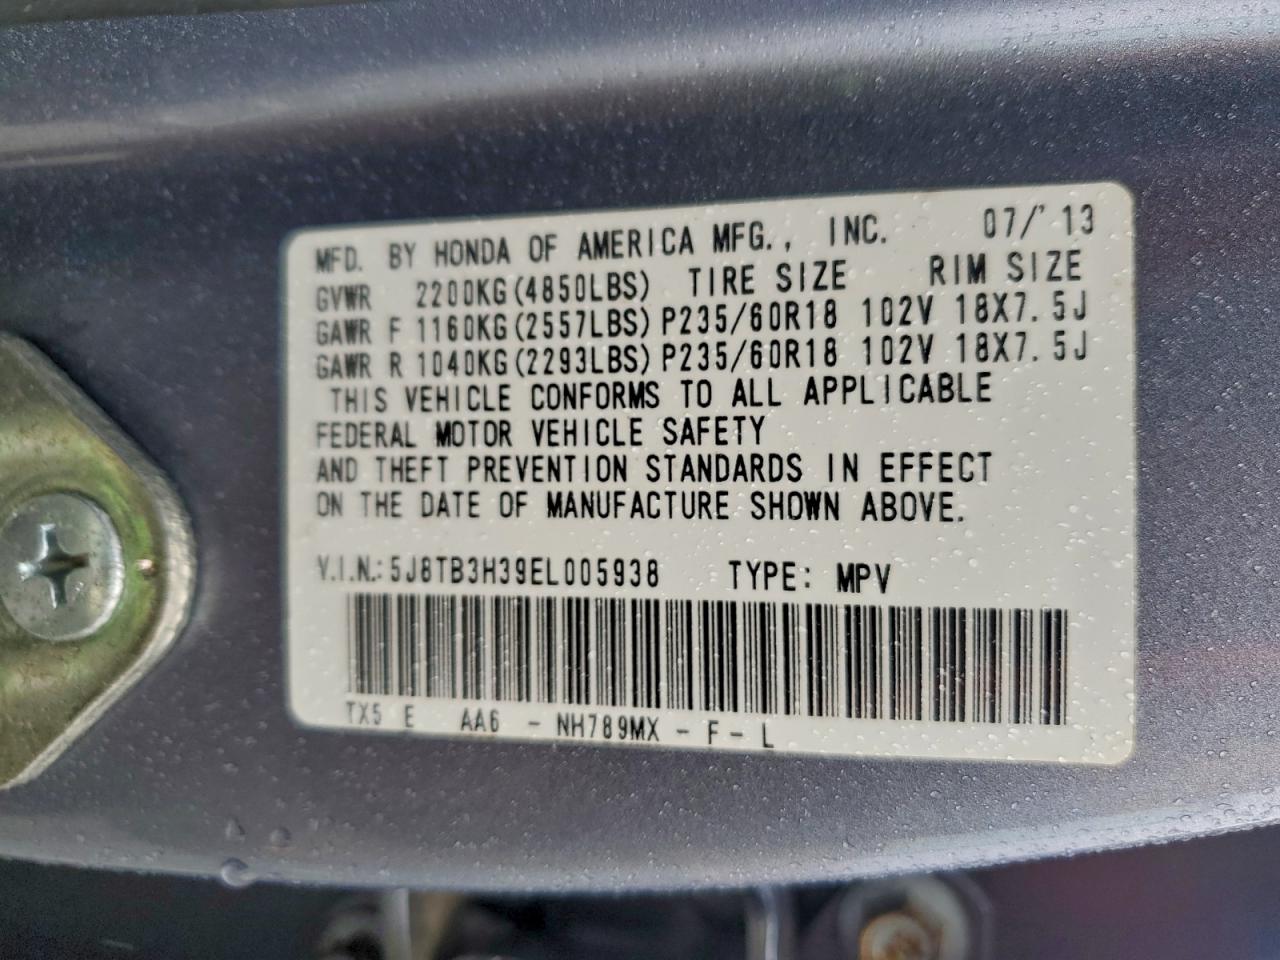 MFD. BY HONDA OF AMERICA MFG., INC. 07/'13
GVWR 2200KG(4850LBS) TIRE SIZE RIM SIZE
GAWR F 1160KG(2557LBS) P235/60R18 102V 18X7.5J
GAWR R 1040KG(2293LBS) P235/60R18 102V 18X7.5J
THIS VEHICLE CONFORMS TO ALL APPLICABLE
FEDERAL MOTOR VEHICLE SAFETY
AND THEFT PREVENTION STANDARDS IN EFFECT
ON THE DATE OF MANUFACTURE SHOWN ABOVE.
V.I.N.: 5J8TB3H39EL005938 TYPE: MPV
TX5 E AA6 - NH789MX - F - L